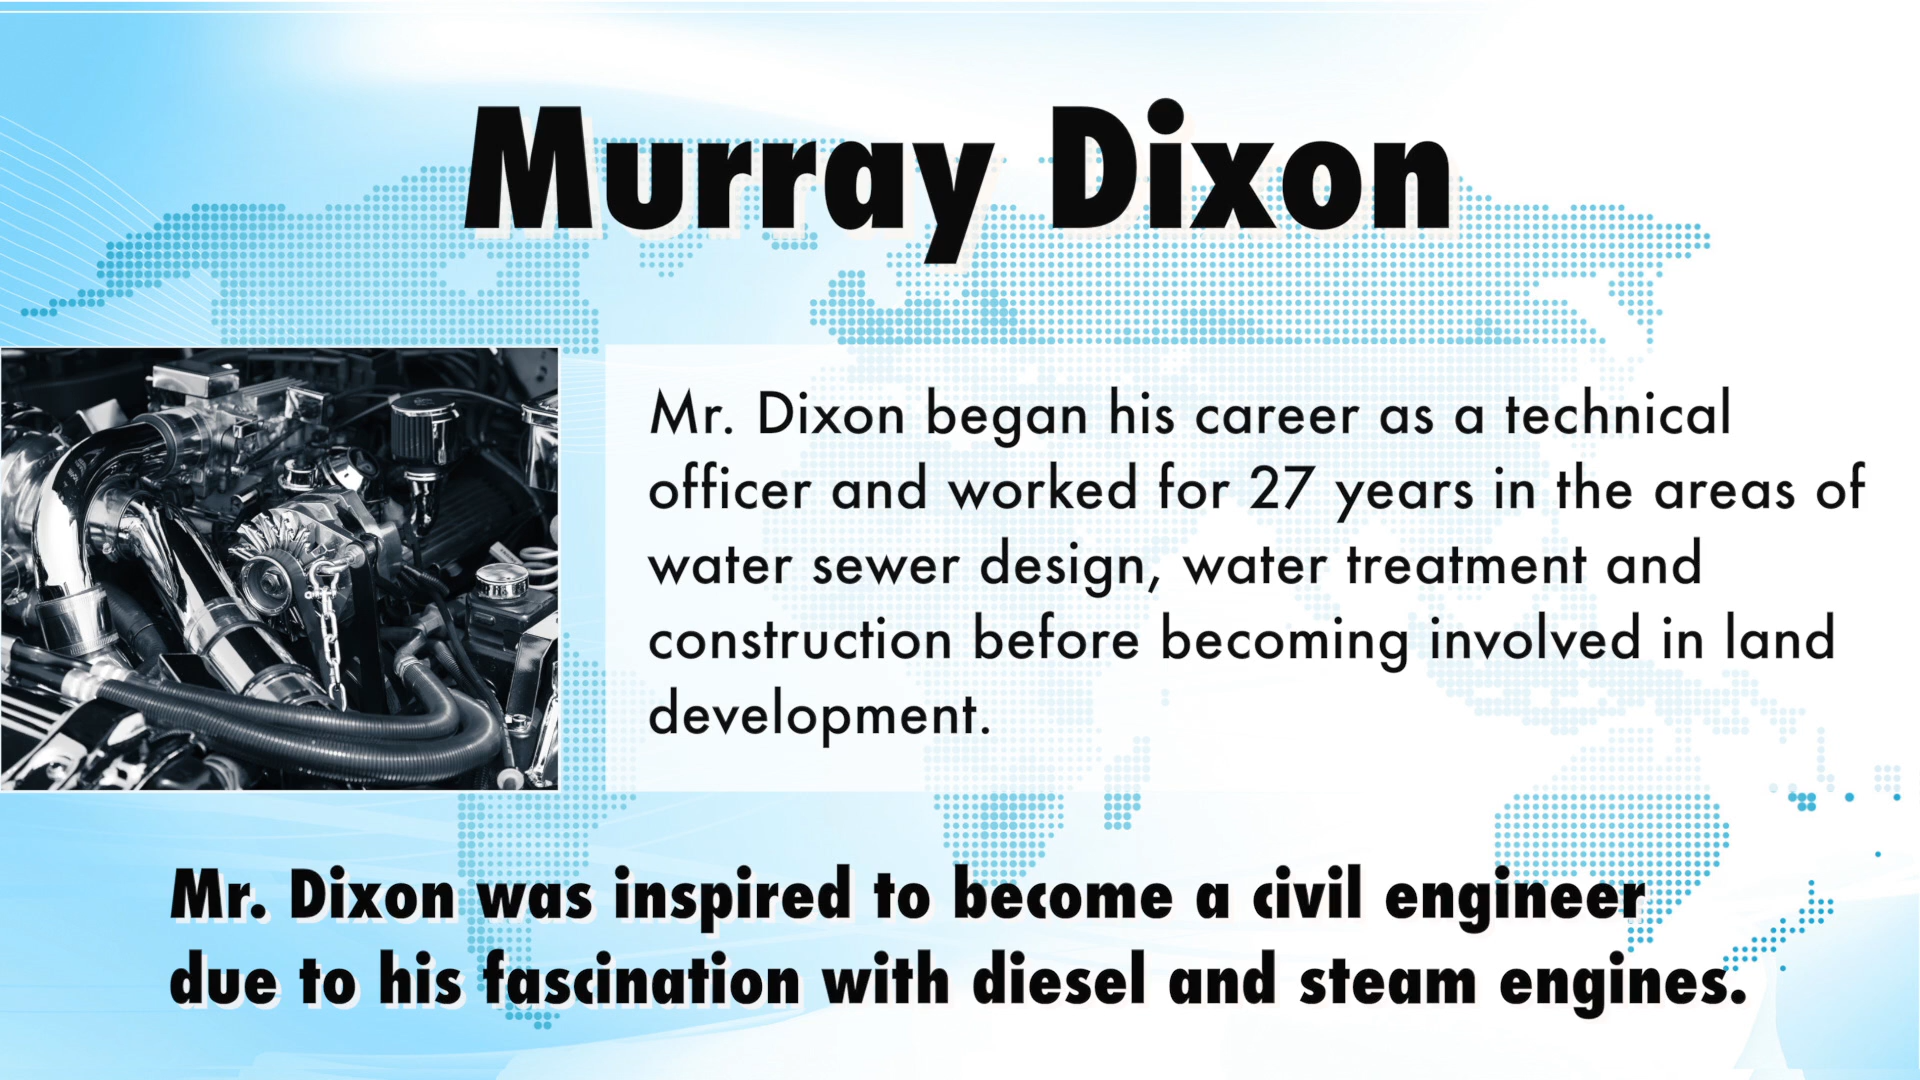 Murray Dixon
Mr. Dixon began his career as a technical
officer and worked for 27 years in the areas of
water sewer design, water treatment and
construction before becoming involved in land
development.
Mr. Dixon was inspired to become a civil engineer
due to his fascination with diesel and steam engines.